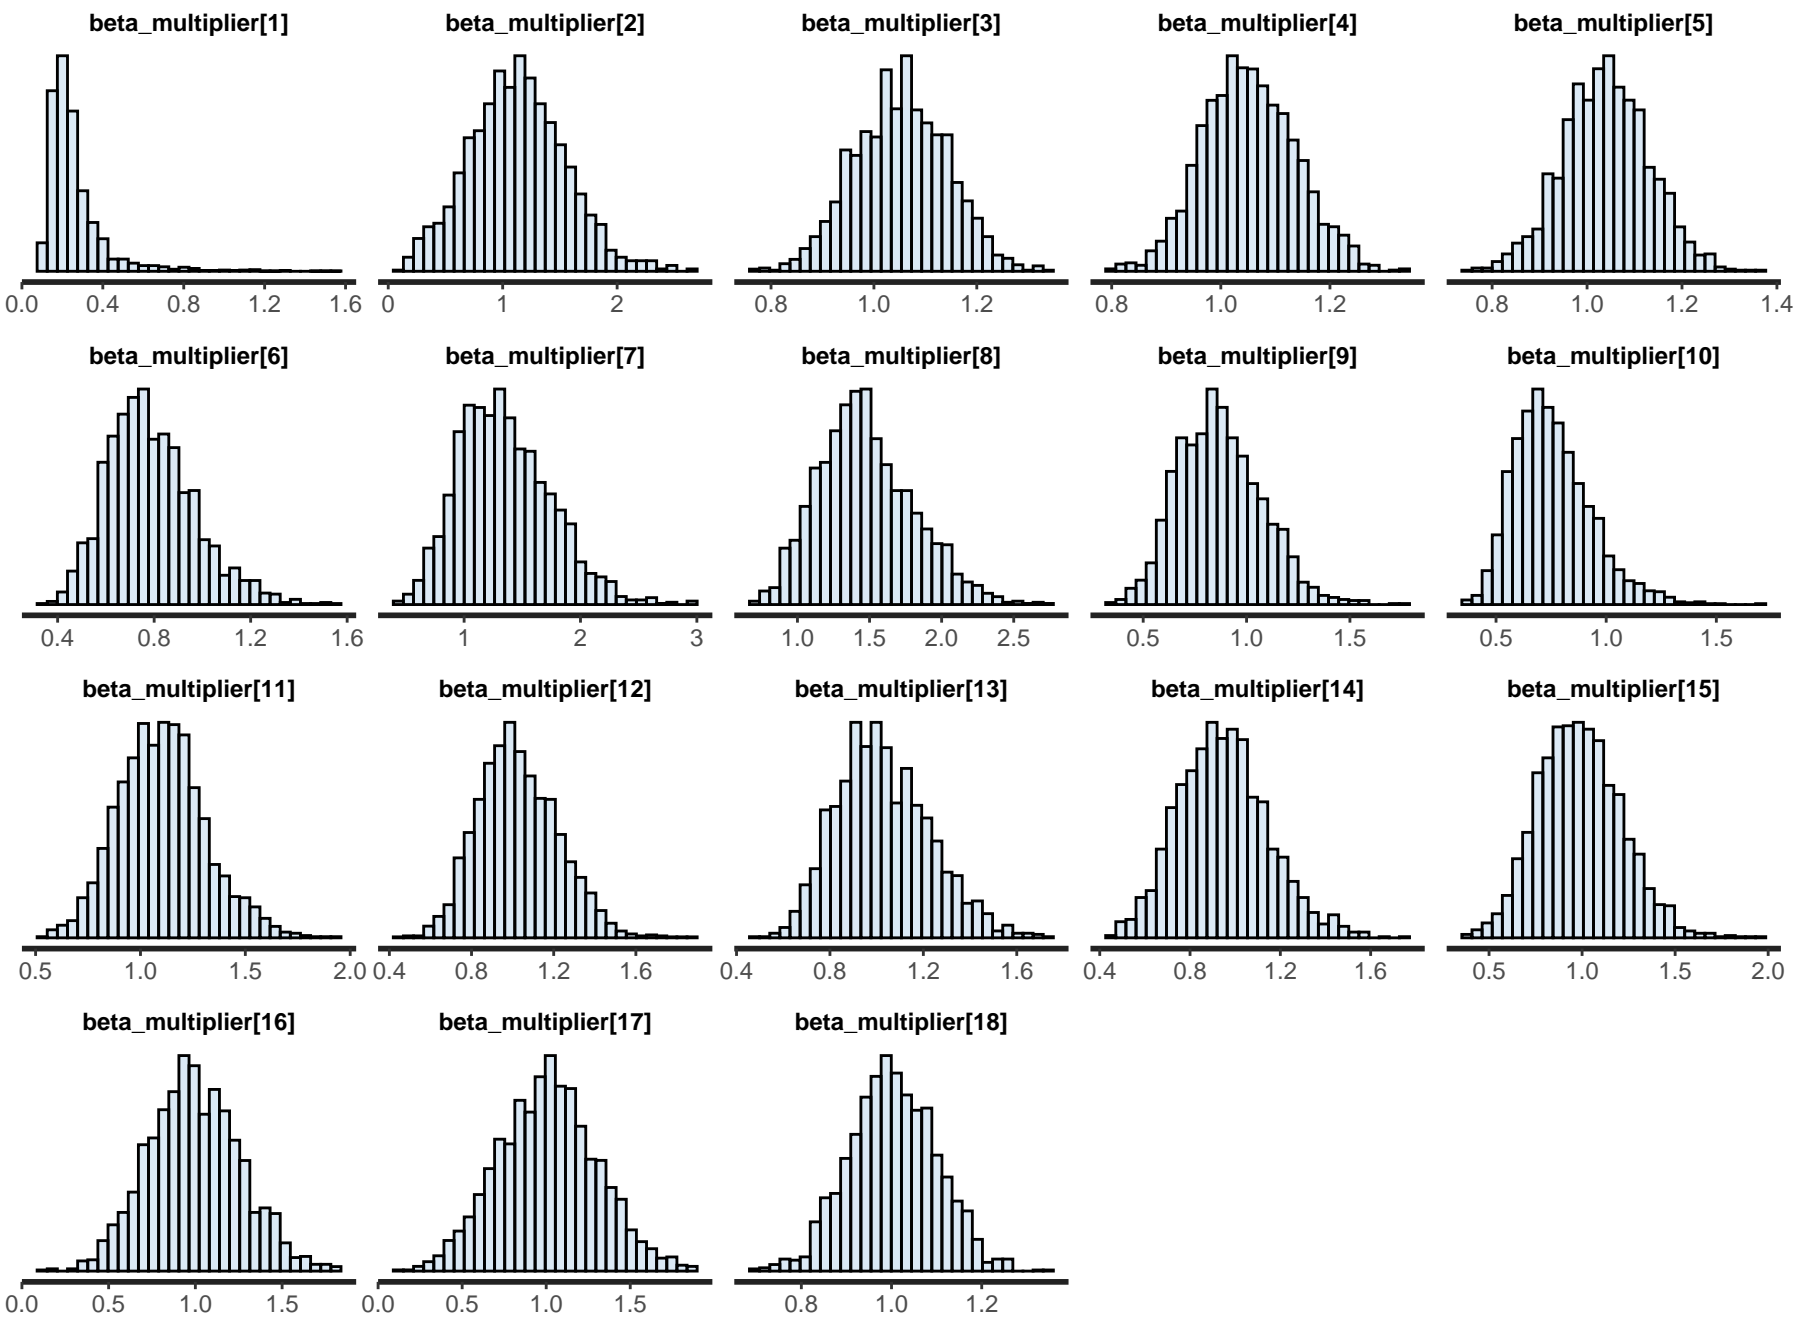 beta_multiplier[1] beta_multiplier[2] beta_multiplier[3] beta_multiplier[4] beta_multiplier[5]
0.0 0.4 0.8 1.2 1.6 0 1 2 0.8 1.0 1.2 0.8 1.0 1.2 0.8 1.0 1.2 1.4
beta_multiplier[6] beta_multiplier[7] beta_multiplier[8] beta_multiplier[9] beta_multiplier[10]
0.4 0.8 1.2 1.6 1 2 3 1.0 1.5 2.0 2.5 0.5 1.0 1.5 0.5 1.0 1.5
beta_multiplier[11] beta_multiplier[12] beta_multiplier[13] beta_multiplier[14] beta_multiplier[15]
0.5 1.0 1.5 2.0 0.4 0.8 1.2 1.6 0.4 0.8 1.2 1.6 0.4 0.8 1.2 1.6 0.5 1.0 1.5 2.0
beta_multiplier[16] beta_multiplier[17] beta_multiplier[18]
0.0 0.5 1.0 1.5 0.0 0.5 1.0 1.5 0.8 1.0 1.2